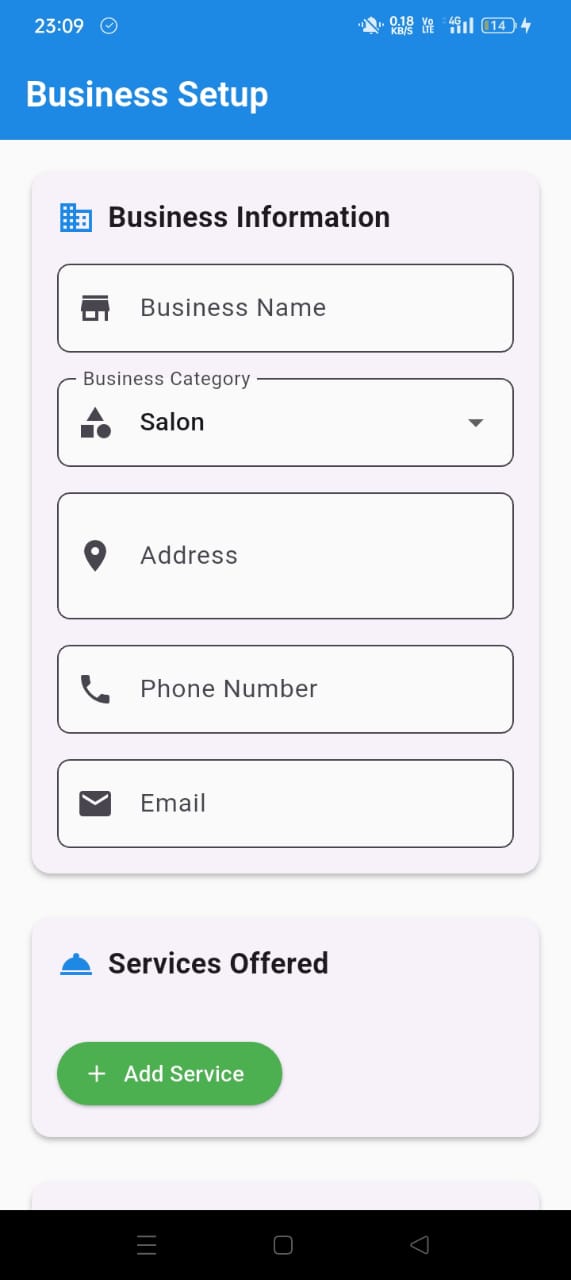 23:09
0.18 KB/S Vo LTE 4G 14
Business Setup
Business Information
Business Name
Business Category
Salon
Address
Phone Number
Email
Services Offered
+ Add Service